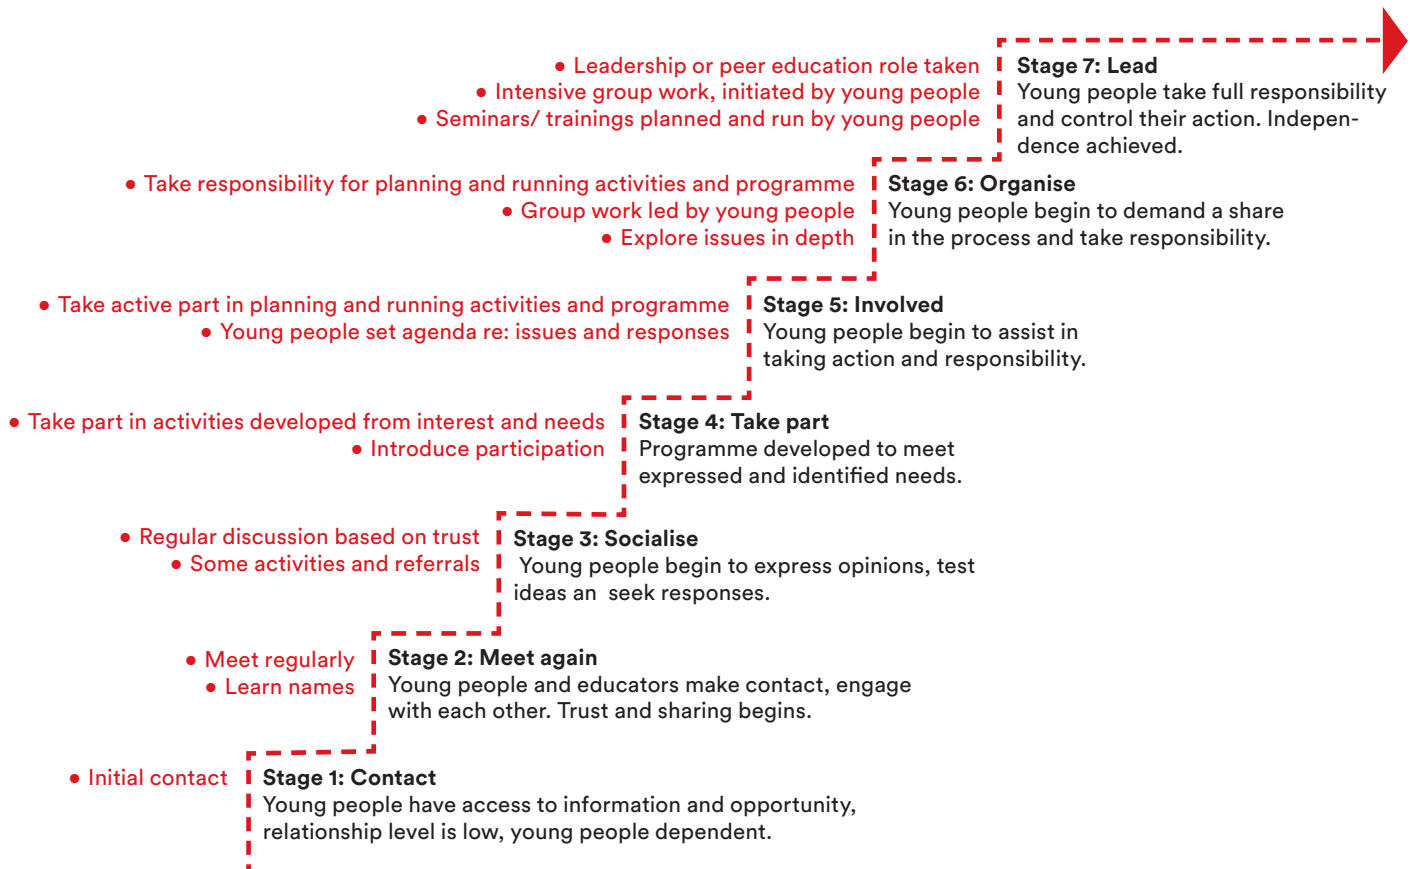 • Leadership or peer education role taken
• Intensive group work, initiated by young people
• Seminars/ trainings planned and run by young people
Stage 7: Lead
Young people take full responsibility
and control their action. Indepen-
dence achieved.
• Take responsibility for planning and running activities and programme
• Group work led by young people
• Explore issues in depth
Stage 6: Organise
Young people begin to demand a share
in the process and take responsibility.
• Take active part in planning and running activities and programme
• Young people set agenda re: issues and responses
Stage 5: Involved
Young people begin to assist in
taking action and responsibility.
• Take part in activities developed from interest and needs
• Introduce participation
Stage 4: Take part
Programme developed to meet
expressed and identified needs.
• Regular discussion based on trust
• Some activities and referrals
Stage 3: Socialise
Young people begin to express opinions, test
ideas an seek responses.
• Meet regularly
• Learn names
Stage 2: Meet again
Young people and educators make contact, engage
with each other. Trust and sharing begins.
• Initial contact
Stage 1: Contact
Young people have access to information and opportunity,
relationship level is low, young people dependent.